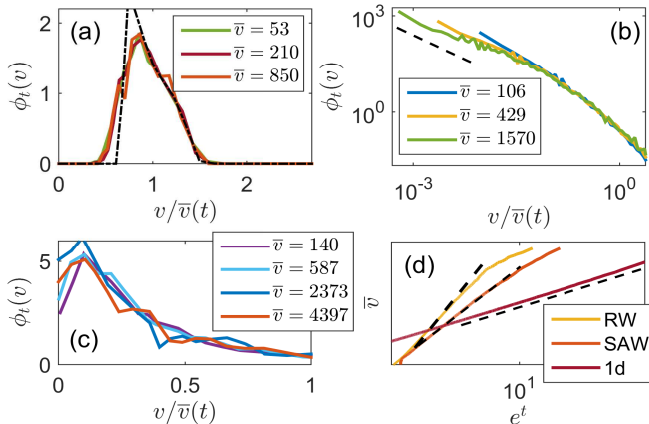 (a)
v̅ = 53
v̅ = 210
v̅ = 850
ϕₜ(v)
2
1
0
0 1 2
v/v̅(t)
(b)
v̅ = 106
v̅ = 429
v̅ = 1570
ϕₜ(v)
10³
10⁰
10⁻³ 10⁰
v/v̅(t)
(c)
v̅ = 140
v̅ = 587
v̅ = 2373
v̅ = 4397
ϕₜ(v)
5
0
0 0.5 1
v/v̅(t)
(d)
RW
SAW
1d
v̅
10¹
eᵗ